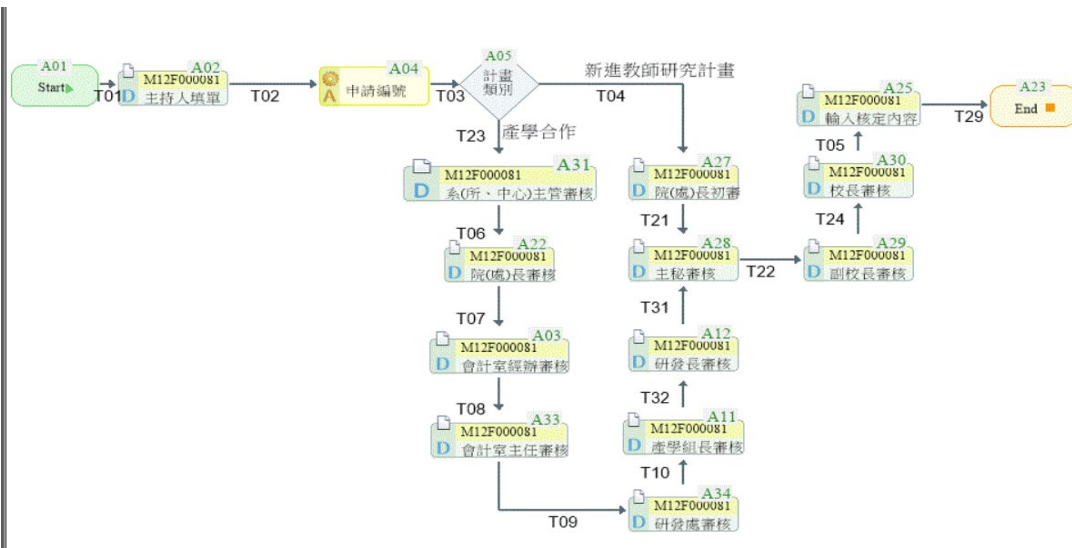 A01
Start
T01
A02
M12F000081
D 主持人填單
T02
A04
A 申請編號
T03
A05
計畫
類別
新進教師研究計畫
T04
T23 產學合作
A31
M12F000081
D 系(所、中心)主管審核
T06
A22
M12F000081
D 院(處)長審核
T07
A03
M12F000081
D 會計室經辦審核
T08
A33
M12F000081
D 會計室主任審核
T09
A34
M12F000081
D 研發處審核
T10
A11
M12F000081
D 產學組長審核
T32
A12
M12F000081
D 研發長審核
T31
A27
M12F000081
D 院(處)長初審
T21
A28
M12F000081
D 主秘審核
T22
A29
M12F000081
D 副校長審核
T24
A30
M12F000081
D 校長審核
T05
A25
M12F000081
D 輸入核定內容
T29
A23
End